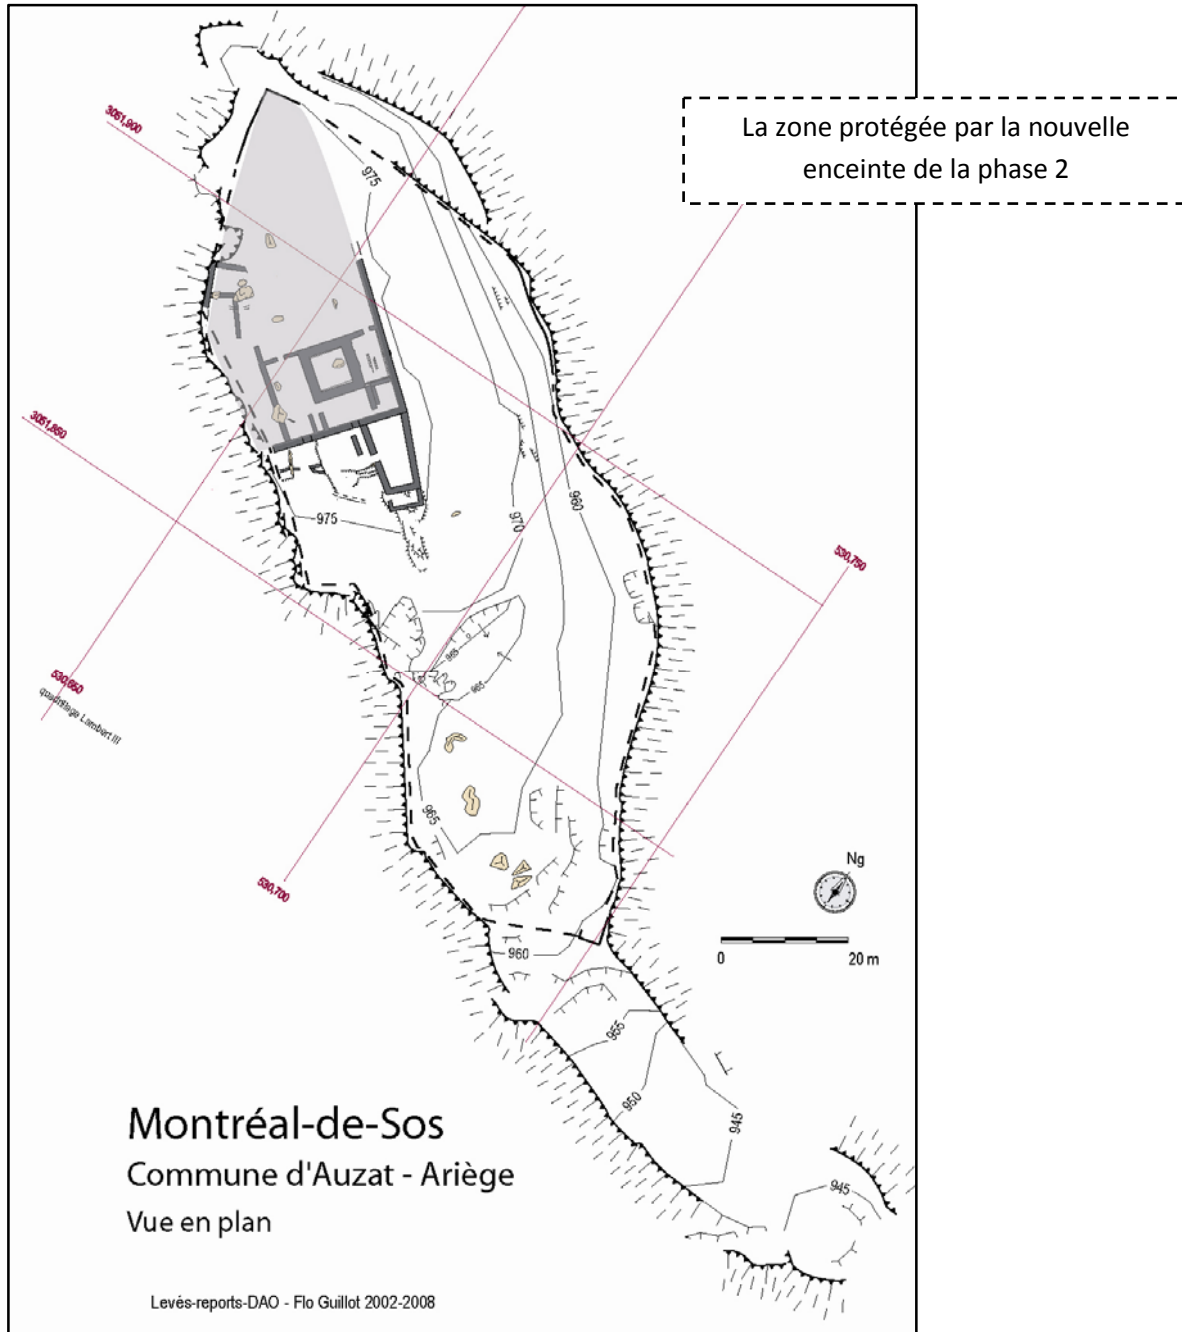 La zone protégée par la nouvelle
enceinte de la phase 2
3051,900
975
3051,850
975
970
980
530,750
965
965
530,650
quadrillage Lambert III
965
530,700
Ng
960
0 20 m
955
950
945
945
Montréal-de-Sos
Commune d'Auzat - Ariège
Vue en plan
Levés-reports-DAO - Flo Guillot 2002-2008